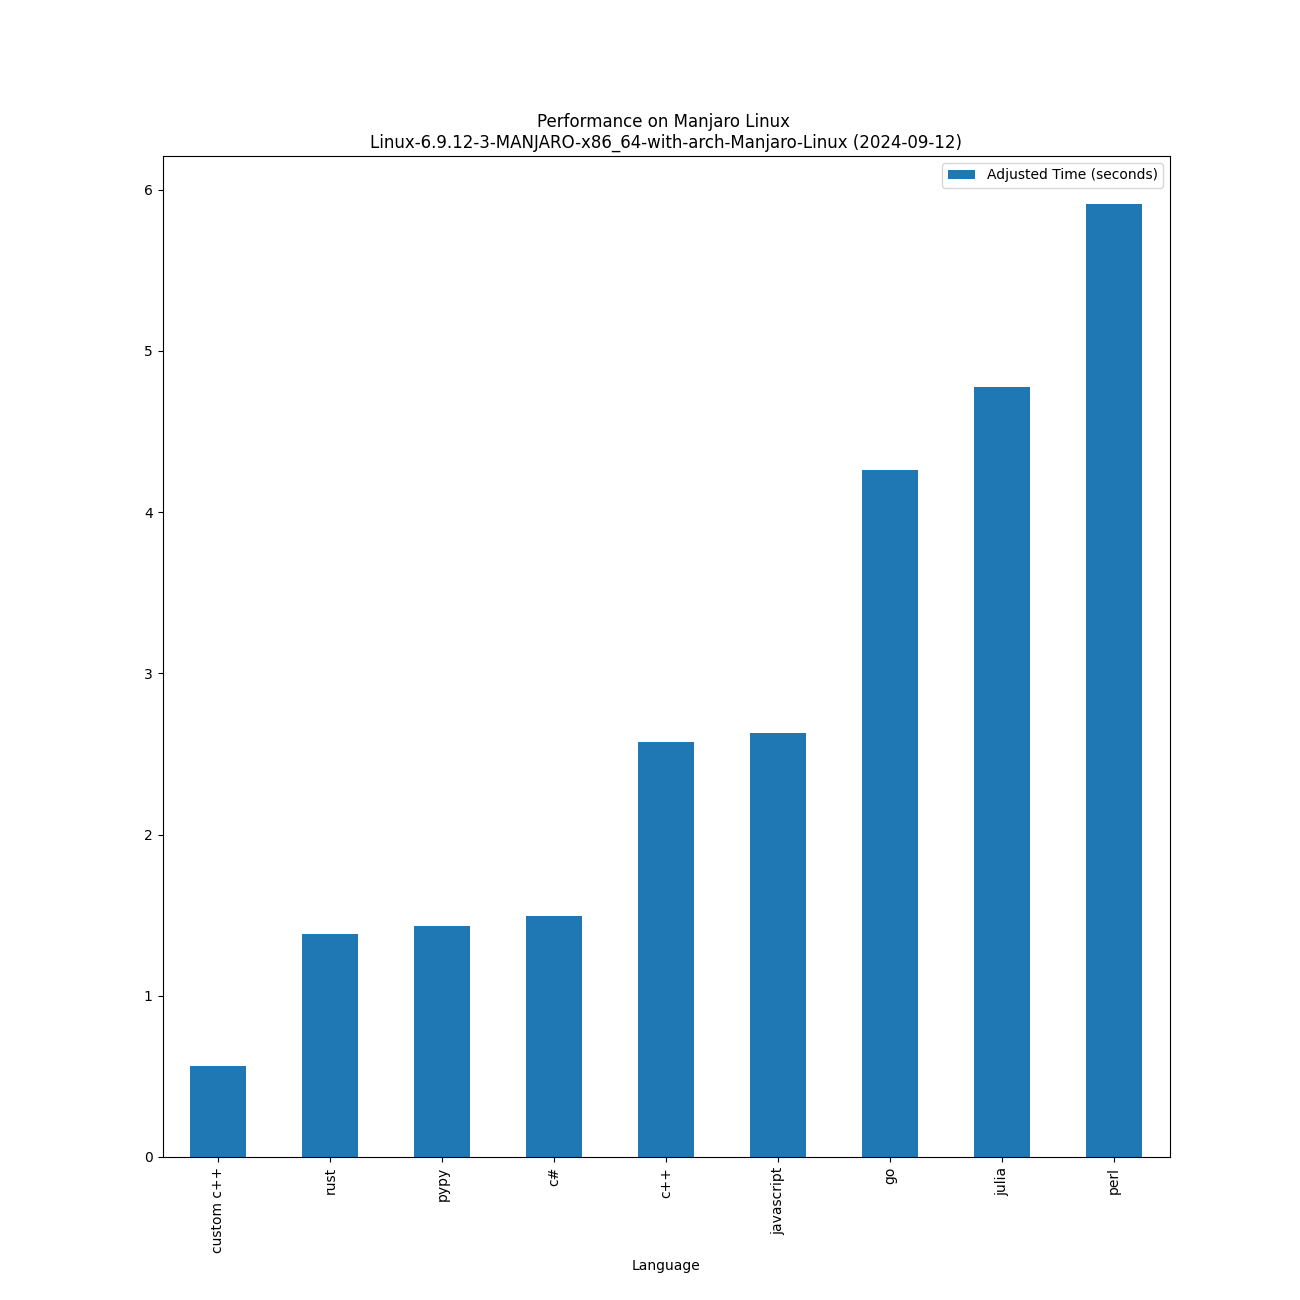 Performance on Manjaro Linux
Linux-6.9.12-3-MANJARO-x86_64-with-arch-Manjaro-Linux (2024-09-12)
Adjusted Time (seconds)
6
5
4
3
2
1
0
custom c++
rust
pypy
c#
c++
javascript
go
julia
perl
Language